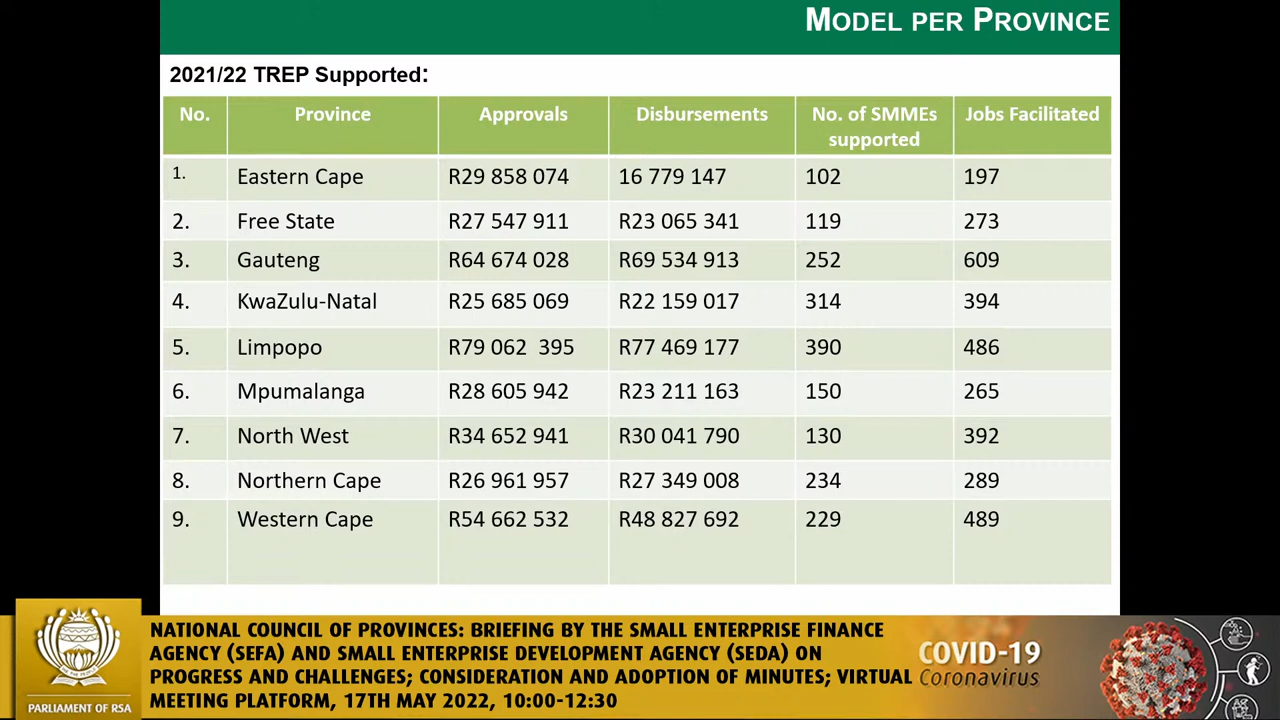 MODEL PER PROVINCE
2021/22 TREP Supported:
No. Province Approvals Disbursements No. of SMMEs supported Jobs Facilitated
1. Eastern Cape R29 858 074 16 779 147 102 197
2. Free State R27 547 911 R23 065 341 119 273
3. Gauteng R64 674 028 R69 534 913 252 609
4. KwaZulu-Natal R25 685 069 R22 159 017 314 394
5. Limpopo R79 062  395 R77 469 177 390 486
6. Mpumalanga R28 605 942 R23 211 163 150 265
7. North West R34 652 941 R30 041 790 130 392
8. Northern Cape R26 961 957 R27 349 008 234 289
9. Western Cape R54 662 532 R48 827 692 229 489
NATIONAL COUNCIL OF PROVINCES: BRIEFING BY THE SMALL ENTERPRISE FINANCE
AGENCY (SEFA) AND SMALL ENTERPRISE DEVELOPMENT AGENCY (SEDA) ON
PROGRESS AND CHALLENGES; CONSIDERATION AND ADOPTION OF MINUTES; VIRTUAL
MEETING PLATFORM, 17TH MAY 2022, 10:00-12:30
PARLIAMENT OF RSA
COVID-19
Coronavirus